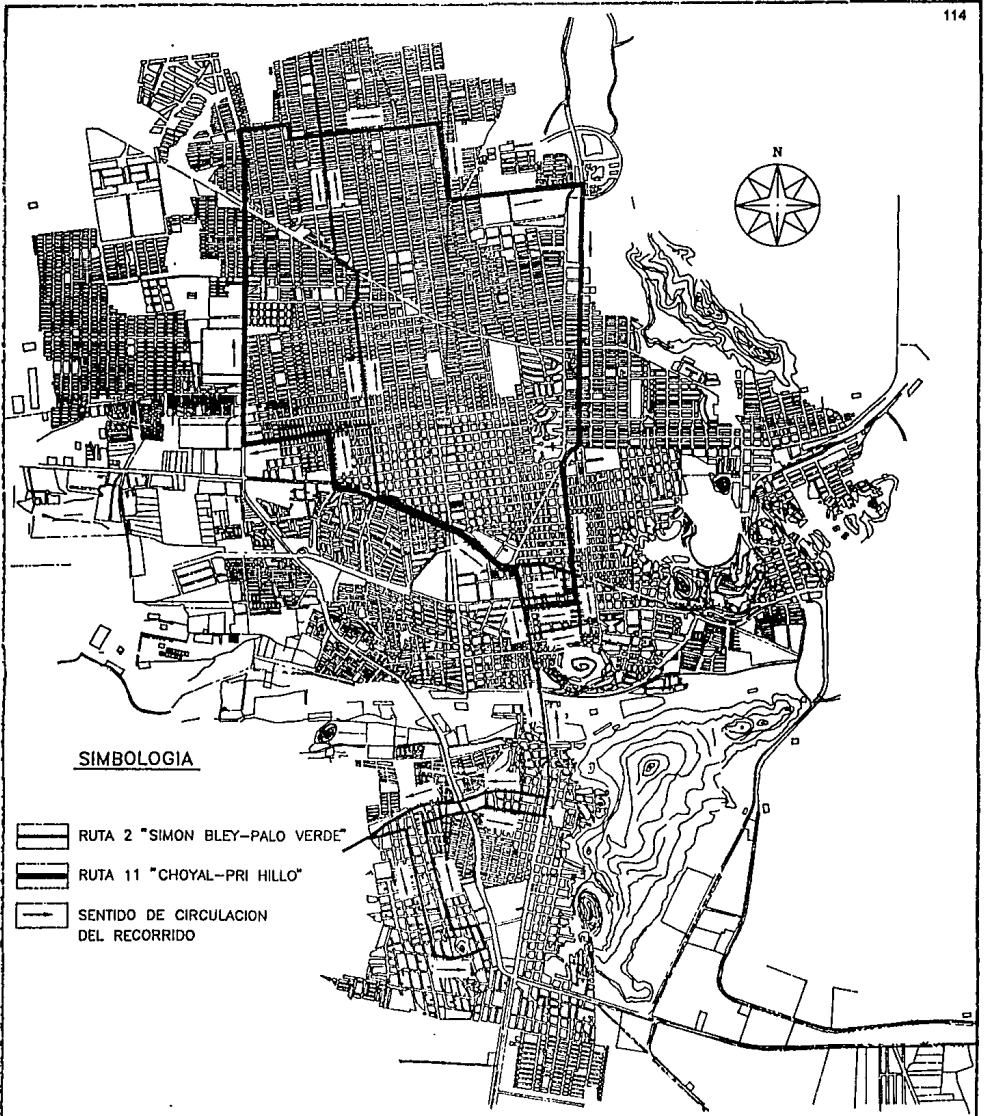 114
N
SIMBOLOGIA
RUTA 2 "SIMON BLEY-PALO VERDE"
RUTA 11 "CHOYAL-PRI HILLO"
SENTIDO DE CIRCULACION
DEL RECORRIDO